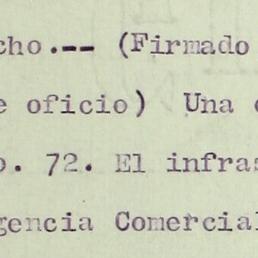 cho.-- (Firmado
e oficio) Una
o. 72. El infras
gencia Comercial